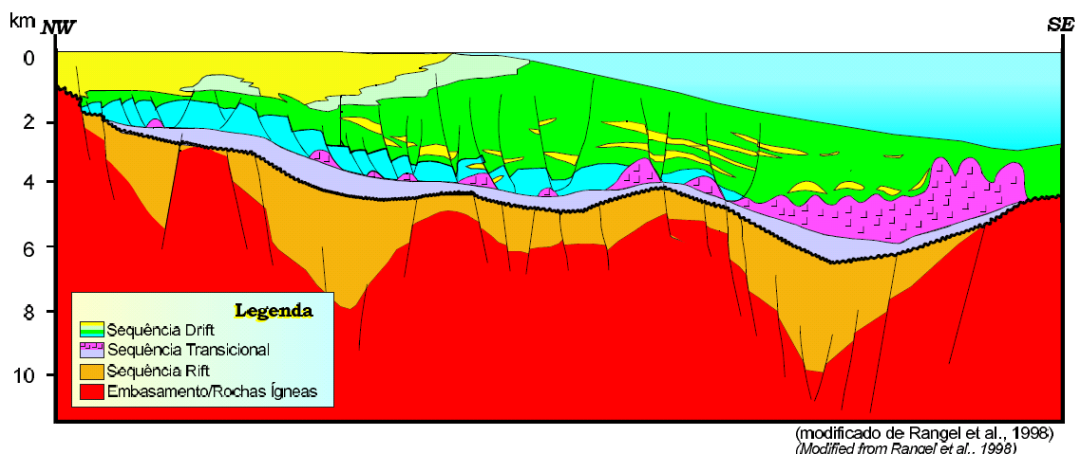 km NW SE
0
2
4
6
8
10
Legenda
Sequência Drift
Sequência Transicional
Sequência Rift
Embasamento/Rochas Ígneas
(modificado de Rangel et al., 1998)
(Modified from Rangel et al., 1998)